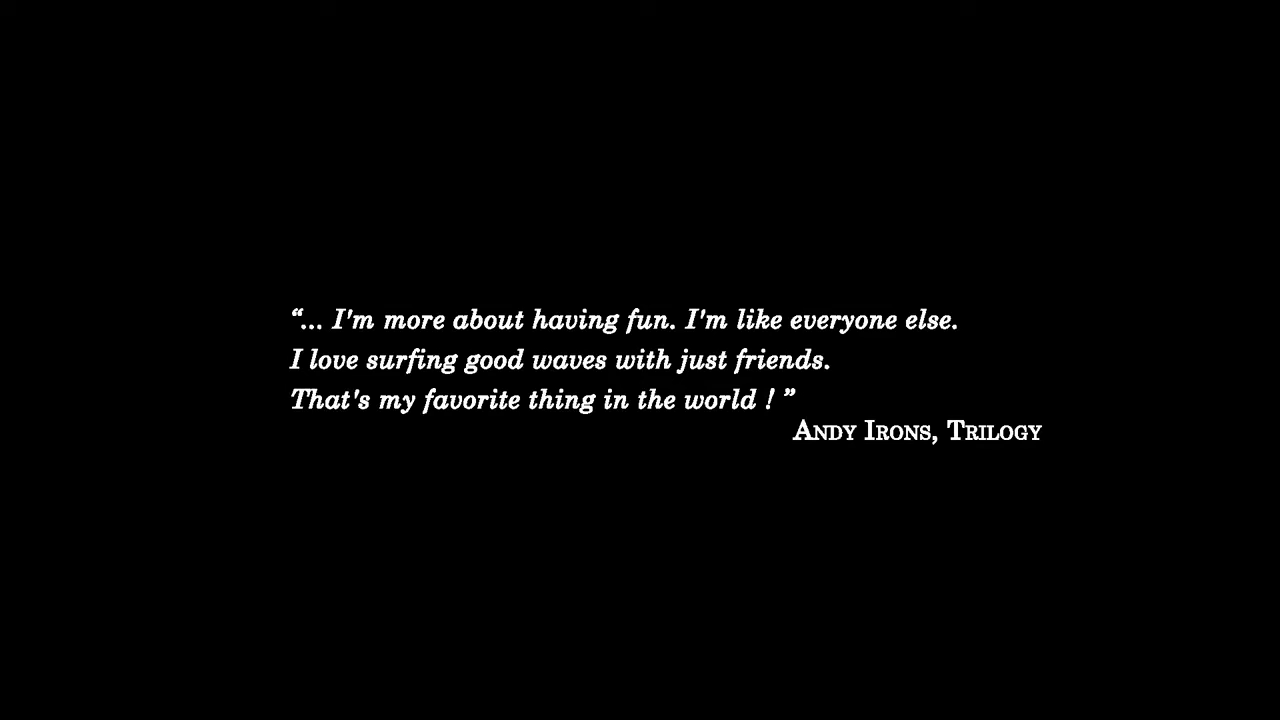 “... I'm more about having fun. I'm like everyone else.
I love surfing good waves with just friends.
That's my favorite thing in the world ! ”
Andy Irons, Trilogy